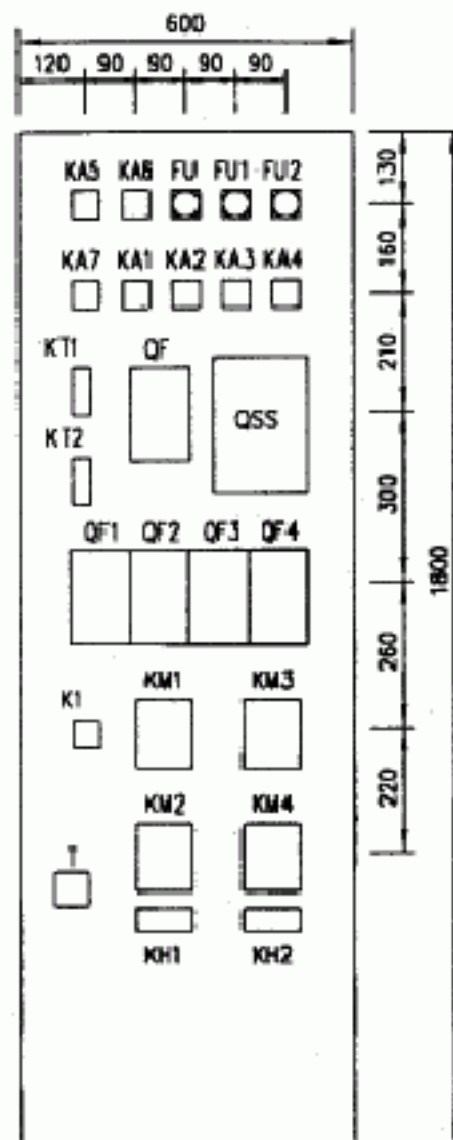 600
120 90 90 90 90
KA5 KA6 FU FU1 FU2
130
160
KA7 KA1 KA2 KA3 KA4
210
KT1 QF
QSS
KT2
300
QF1 QF2 QF3 QF4
1800
260
KM1 KM3
K1
220
KM2 KM4
T
KH1 KH2